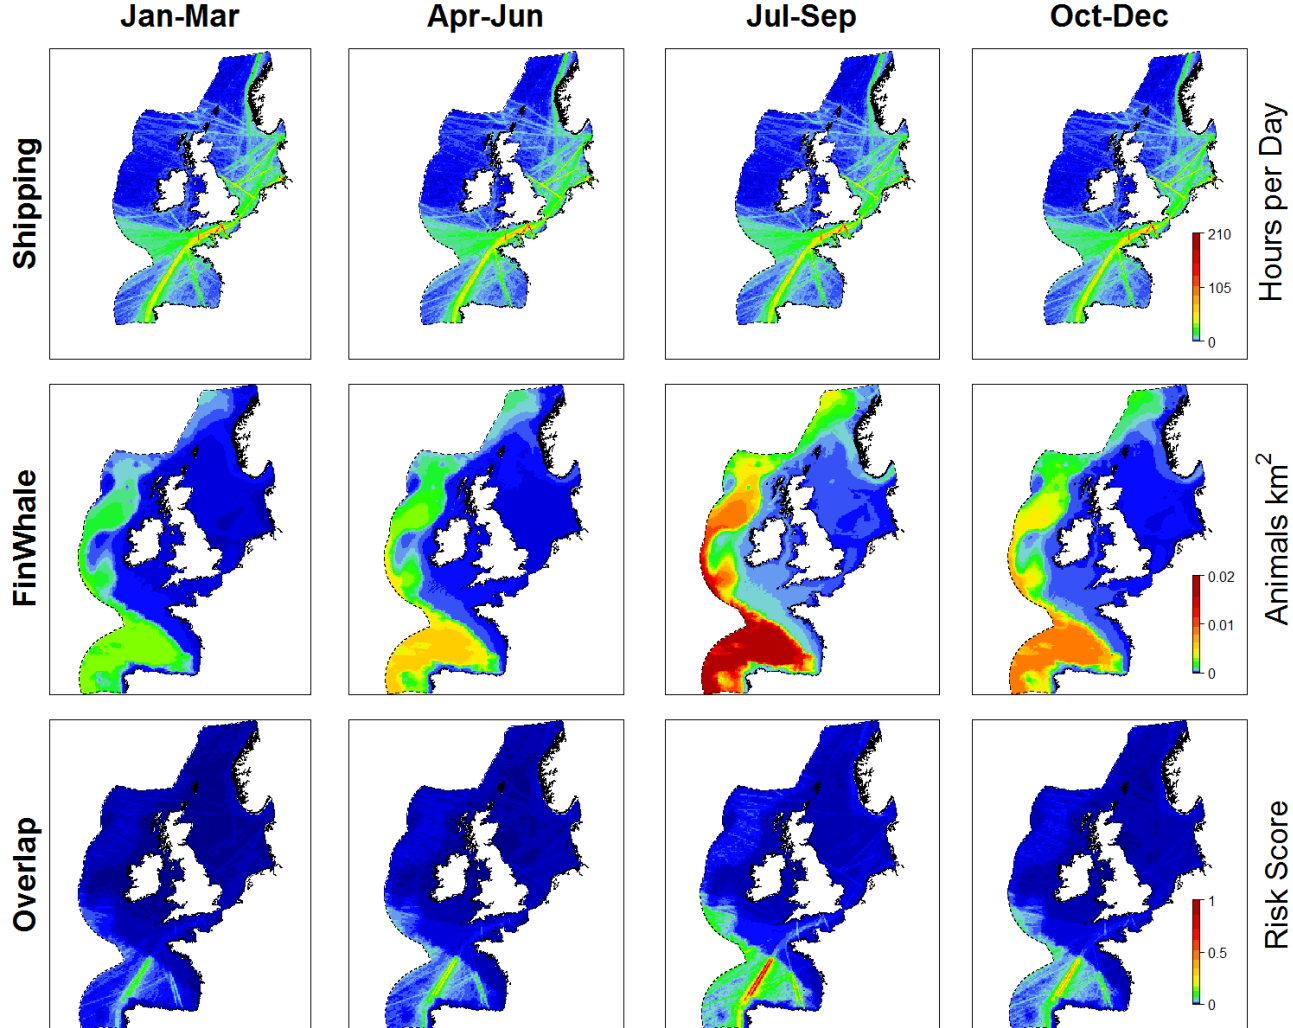 Jan-Mar Apr-Jun Jul-Sep Oct-Dec
Shipping
210
105
0
Hours per Day
FinWhale
0.02
0.01
0
Animals km²
Overlap
1
0.5
0
Risk Score